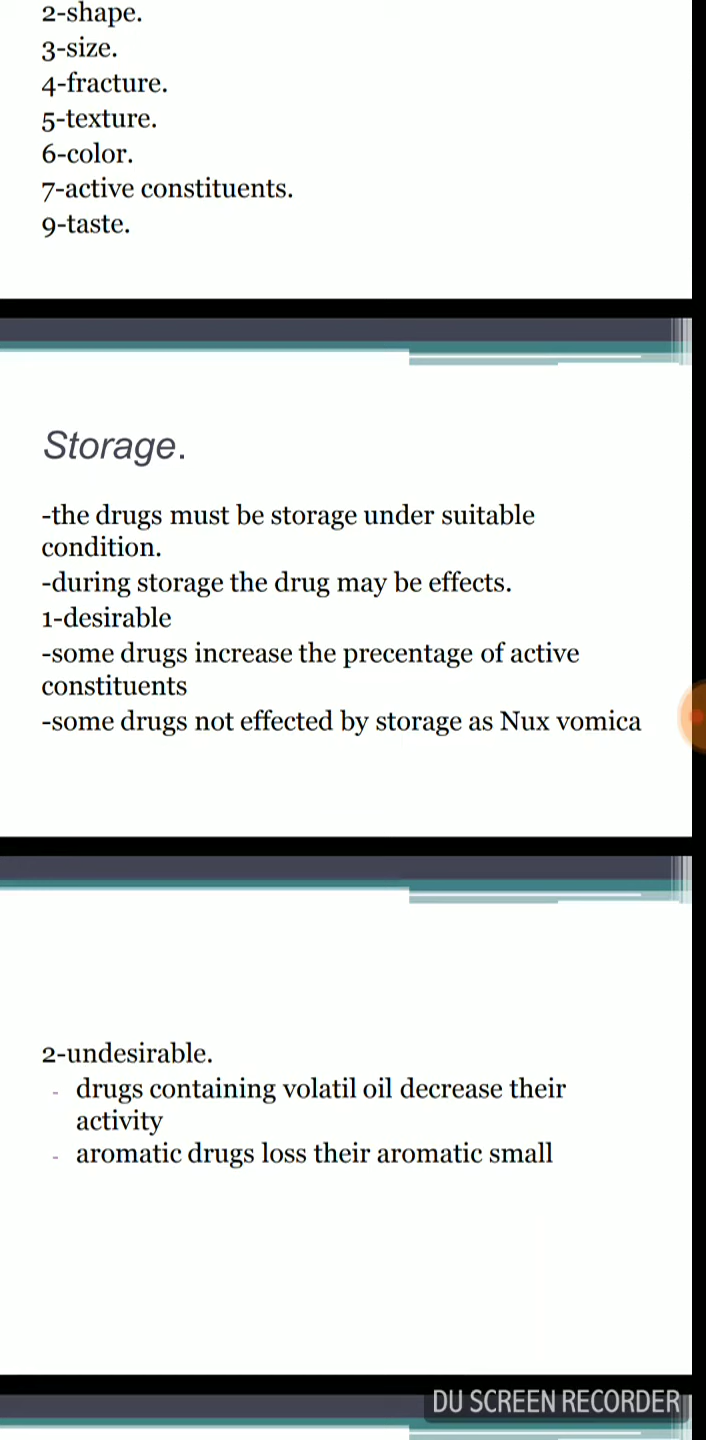 2-shape.
3-size.
4-fracture.
5-texture.
6-color.
7-active constituents.
9-taste.
Storage.
-the drugs must be storage under suitable
condition.
-during storage the drug may be effects.
1-desirable
-some drugs increase the precentage of active
constituents
-some drugs not effected by storage as Nux vomica
2-undesirable.
- drugs containing volatil oil decrease their
activity
- aromatic drugs loss their aromatic small
DU SCREEN RECORDER